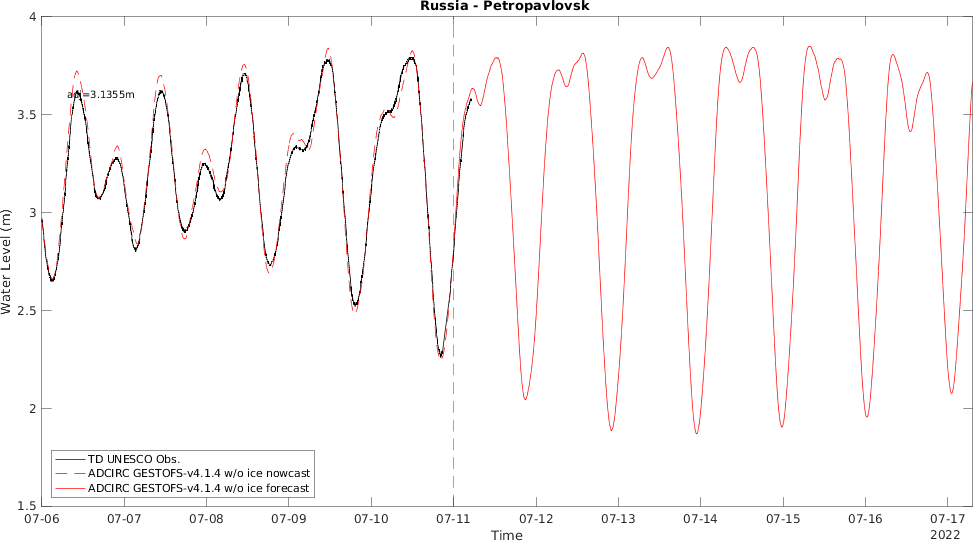 Russia - Petropavlovsk
4
3.5
3
2.5
2
1.5
Water Level (m)
=3.1355m
TD UNESCO Obs.
ADCIRC GESTOFS-v4.1.4 w/o ice nowcast
ADCIRC GESTOFS-v4.1.4 w/o ice forecast
07-06 07-07 07-08 07-09 07-10 07-11 07-12 07-13 07-14 07-15 07-16 07-17
2022
Time